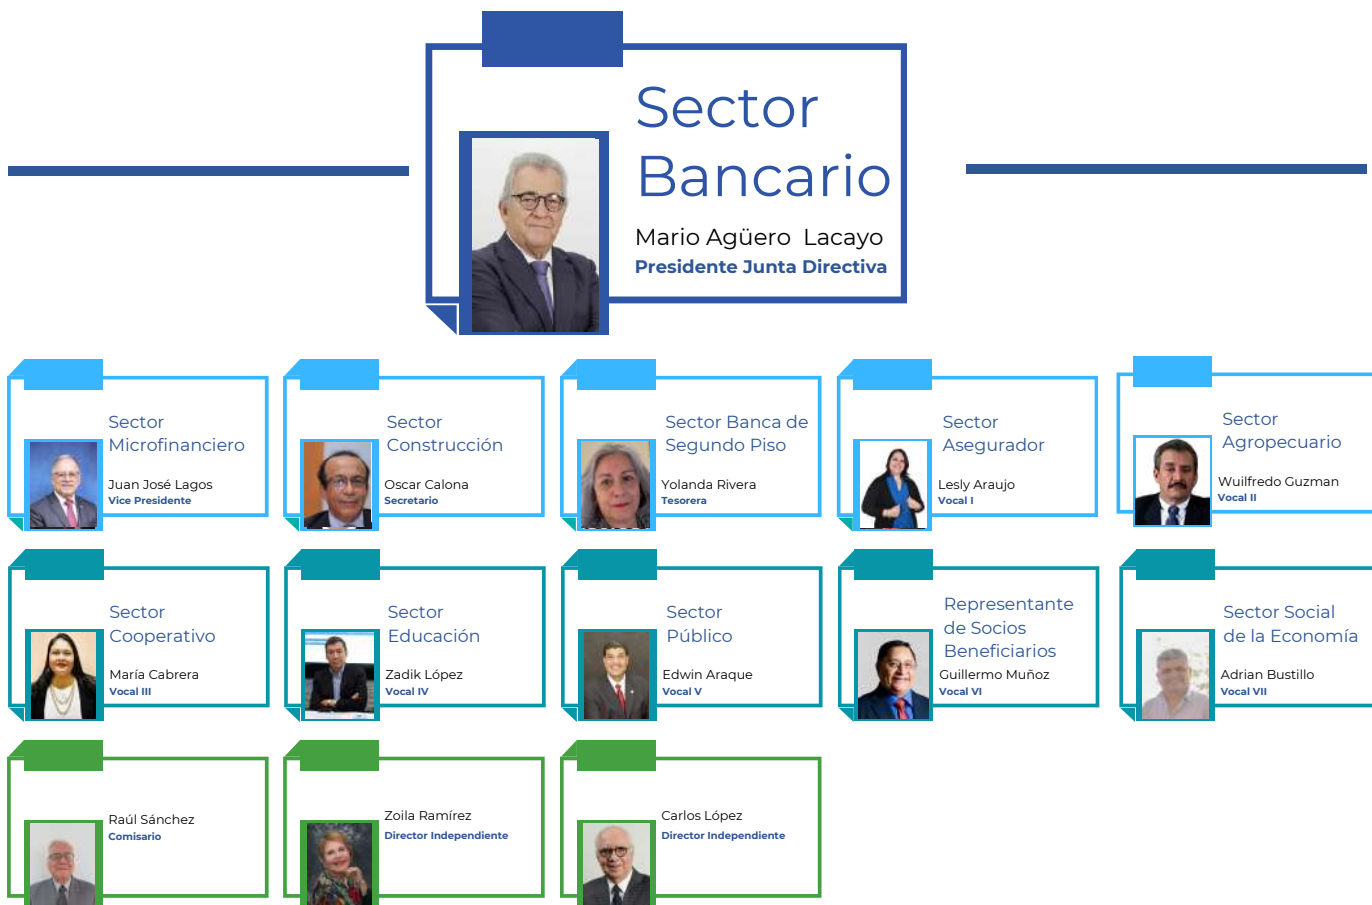 Sector
Bancario
Mario Agüero Lacayo
Presidente Junta Directiva
Sector
Microfinanciero
Juan José Lagos
Vice Presidente
Sector
Construcción
Oscar Calona
Secretario
Sector Banca de
Segundo Piso
Yolanda Rivera
Tesorera
Sector
Asegurador
Lesly Araujo
Vocal I
Sector
Agropecuario
Wuilfredo Guzman
Vocal II
Sector
Cooperativo
María Cabrera
Vocal III
Sector
Educación
Zadik López
Vocal IV
Sector
Público
Edwin Araque
Vocal V
Representante
de Socios
Beneficiarios
Guillermo Muñoz
Vocal VI
Sector Social
de la Economía
Adrian Bustillo
Vocal VII
Raúl Sánchez
Comisario
Zoila Ramírez
Director Independiente
Carlos López
Director Independiente